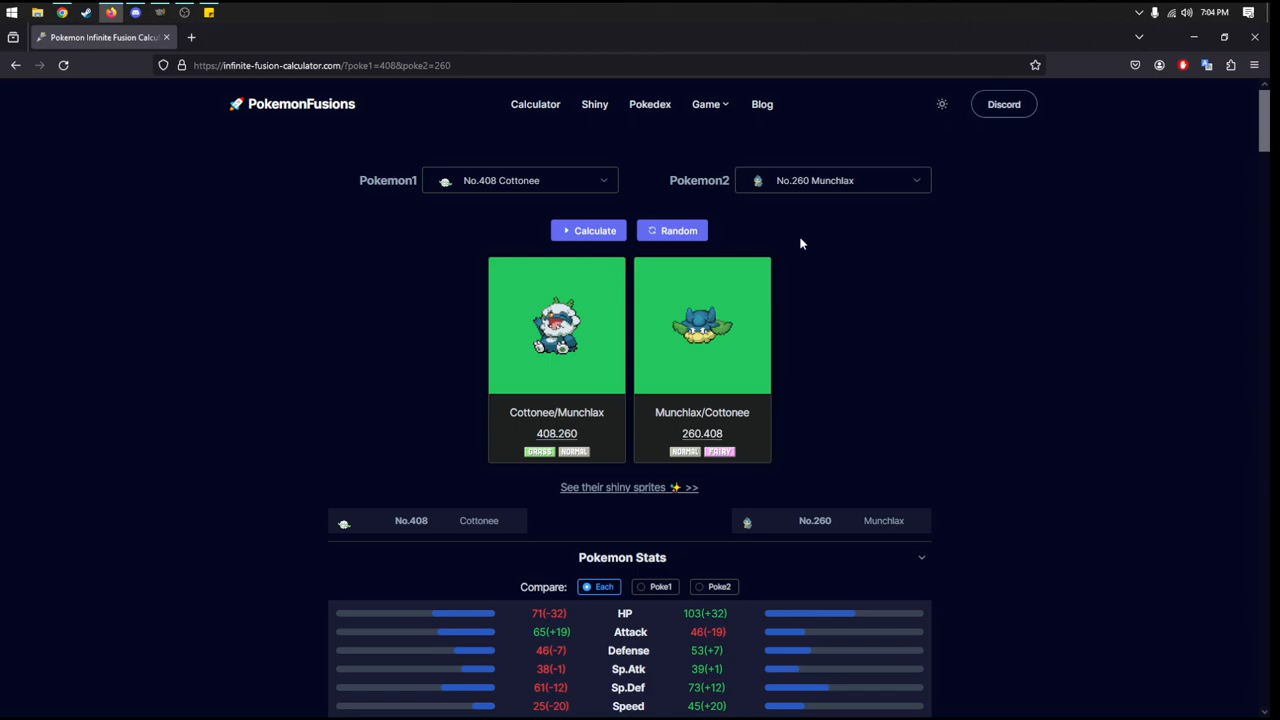 7:04 PM
Pokemon Infinite Fusion Calcu
https://infinite-fusion-calculator.com/?poke1=408&poke2=260
PokemonFusions
Calculator Shiny Pokedex Game Blog
Discord
Pokemon1 No.408 Cottonee
Pokemon2 No.260 Munchlax
Calculate Random
Cottonee/Munchlax
408.260
GRASS NORMAL
Munchlax/Cottonee
260.408
NORMAL FAIRY
See their shiny sprites ✨ >>
No.408 Cottonee No.260 Munchlax
Pokemon Stats
Compare: Each Poke1 Poke2
71(-32) HP 103(+32)
65(+19) Attack 46(-19)
46(-7) Defense 53(+7)
38(-1) Sp.Atk 39(+1)
61(-12) Sp.Def 73(+12)
25(-20) Speed 45(+20)